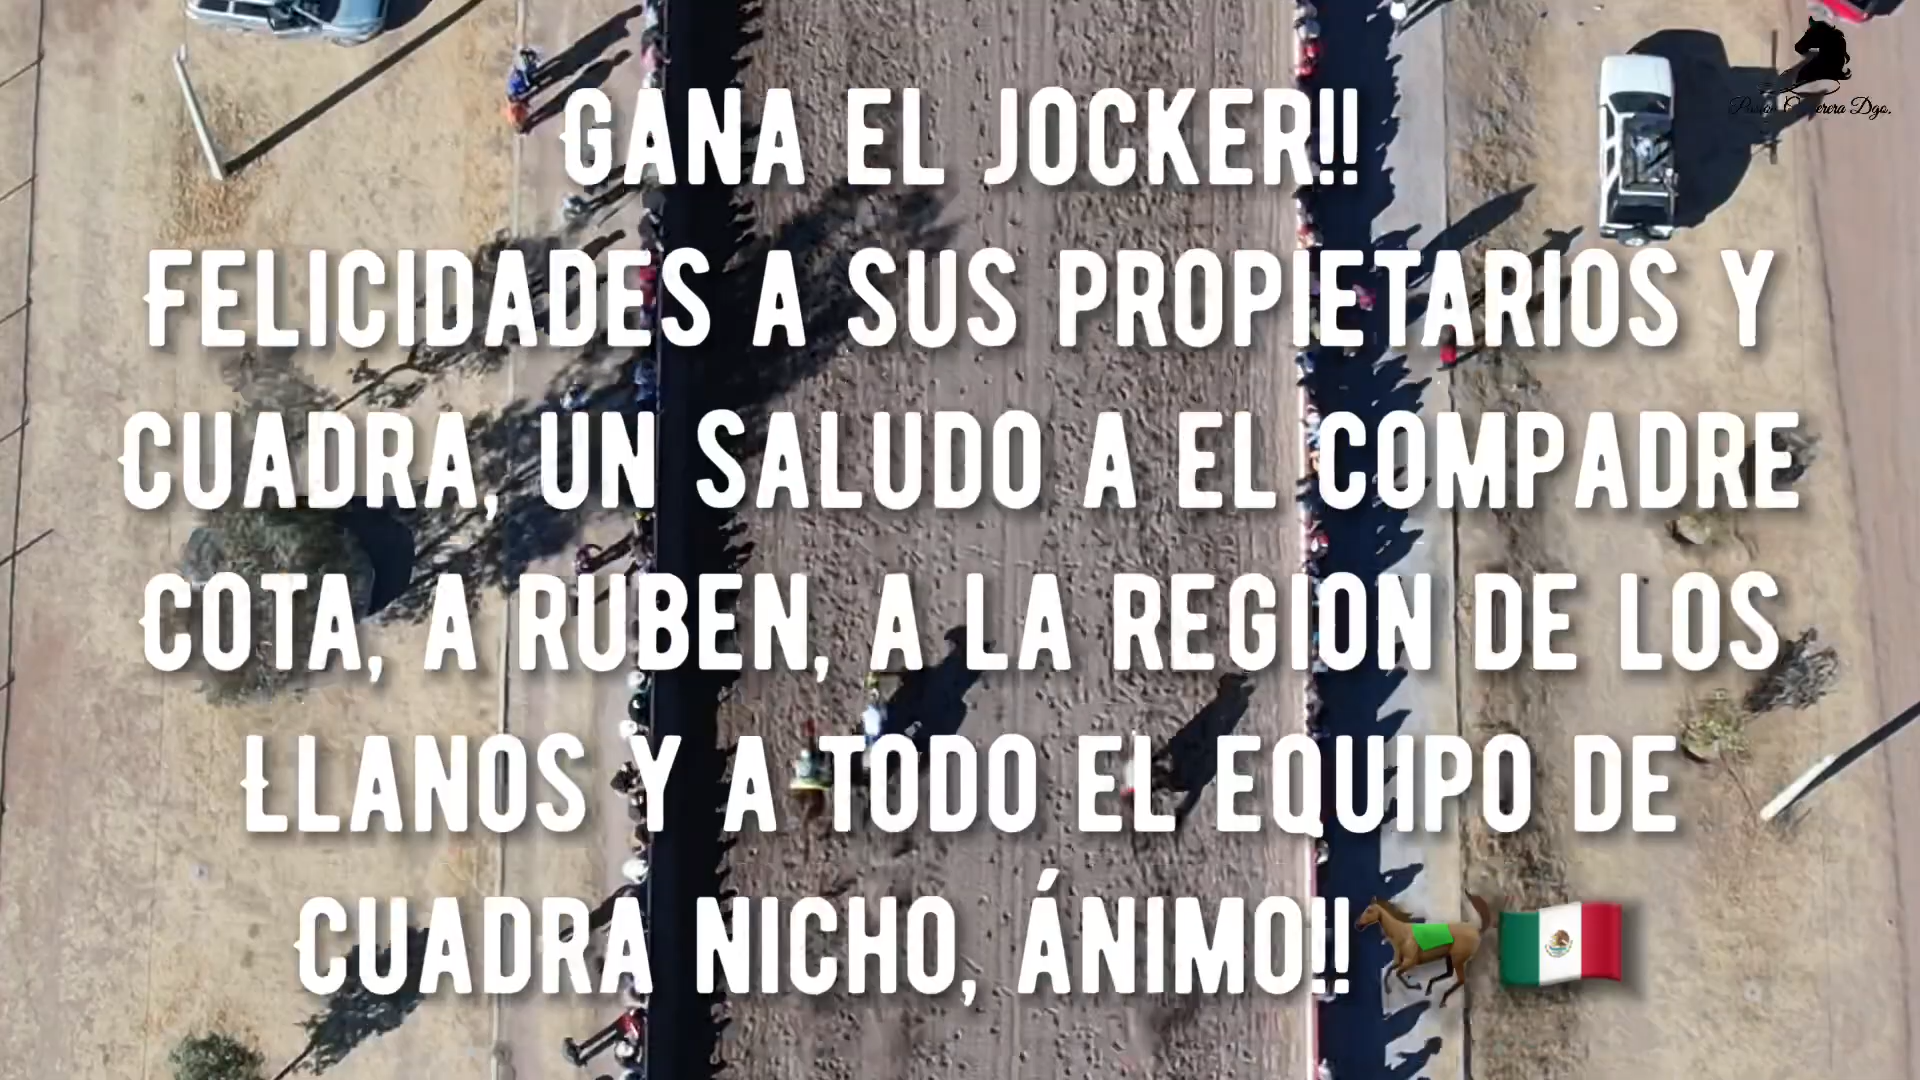 GANA EL JOCKER!!
FELICIDADES A SUS PROPIETARIOS Y
CUADRA, UN SALUDO A EL COMPADRE
COTA, A RUBEN, A LA REGION DE LOS
LLANOS Y A TODO EL EQUIPO DE
CUADRA NICHO, ÁNIMO!! 🐎🇲🇽
Dgo.